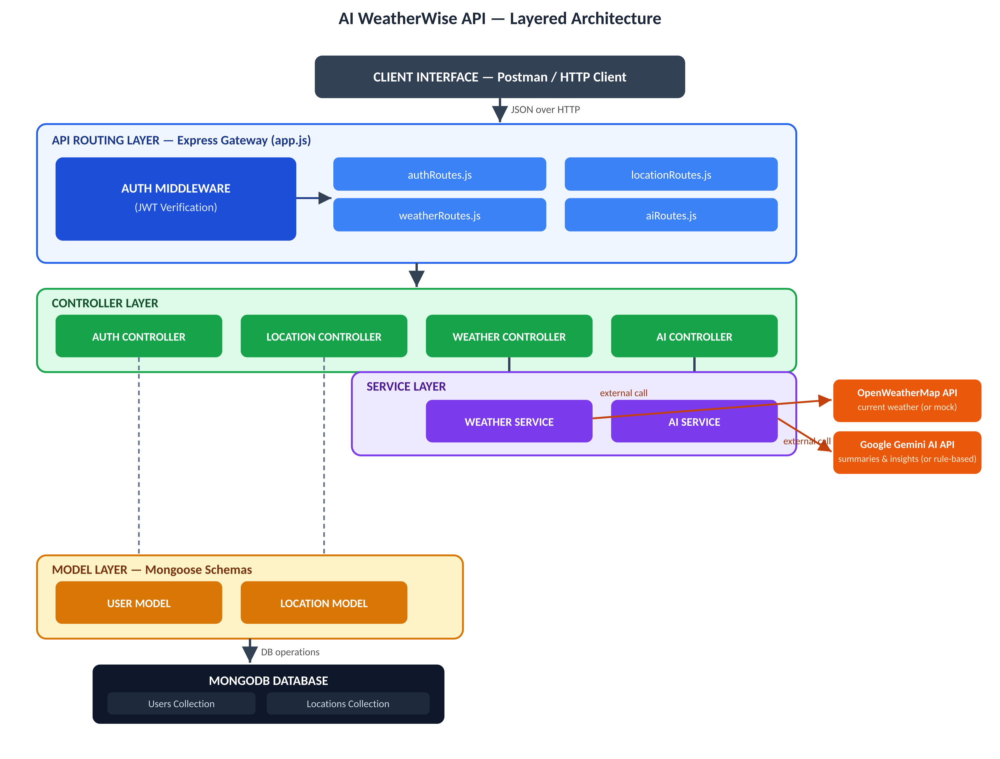 AI WeatherWise API — Layered Architecture
CLIENT INTERFACE — Postman / HTTP Client
JSON over HTTP
API ROUTING LAYER — Express Gateway (app.js)
AUTH MIDDLEWARE
(JWT Verification)
authRoutes.js
locationRoutes.js
weatherRoutes.js
aiRoutes.js
CONTROLLER LAYER
AUTH CONTROLLER
LOCATION CONTROLLER
WEATHER CONTROLLER
AI CONTROLLER
SERVICE LAYER
external call
WEATHER SERVICE
AI SERVICE
OpenWeatherMap API
current weather (or mock)
external call
Google Gemini AI API
summaries & insights (or rule-based)
MODEL LAYER — Mongoose Schemas
USER MODEL
LOCATION MODEL
DB operations
MONGODB DATABASE
Users Collection
Locations Collection